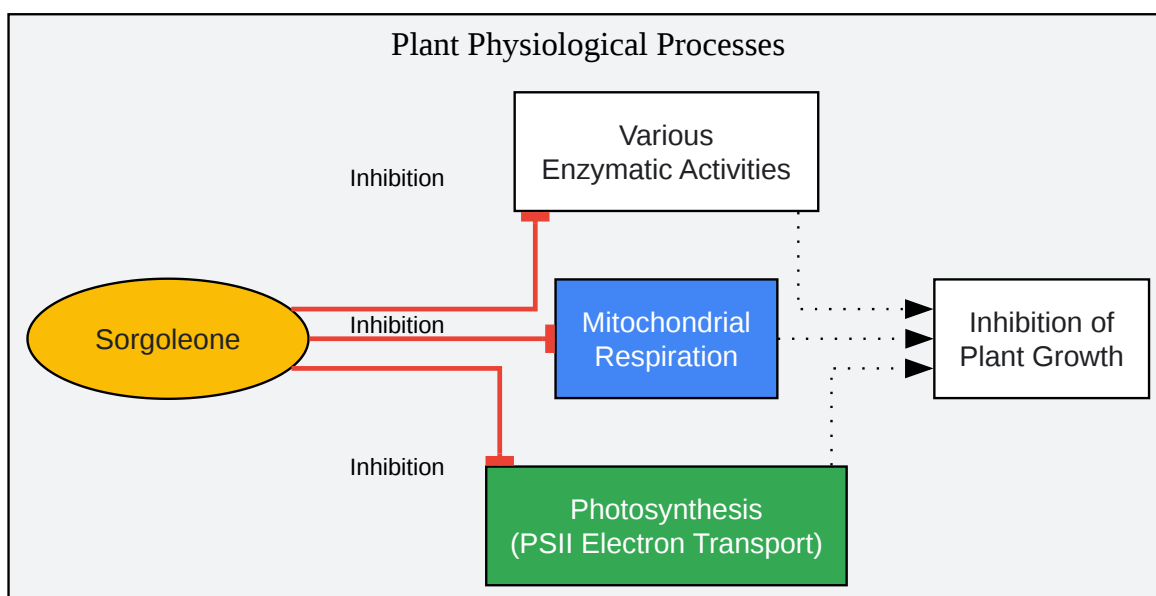 Plant Physiological Processes
Various
Enzymatic Activities
Inhibition
Sorgoleone
Inhibition
Mitochondrial
Respiration
Inhibition of
Plant Growth
Inhibition
Photosynthesis
(PSII Electron Transport)